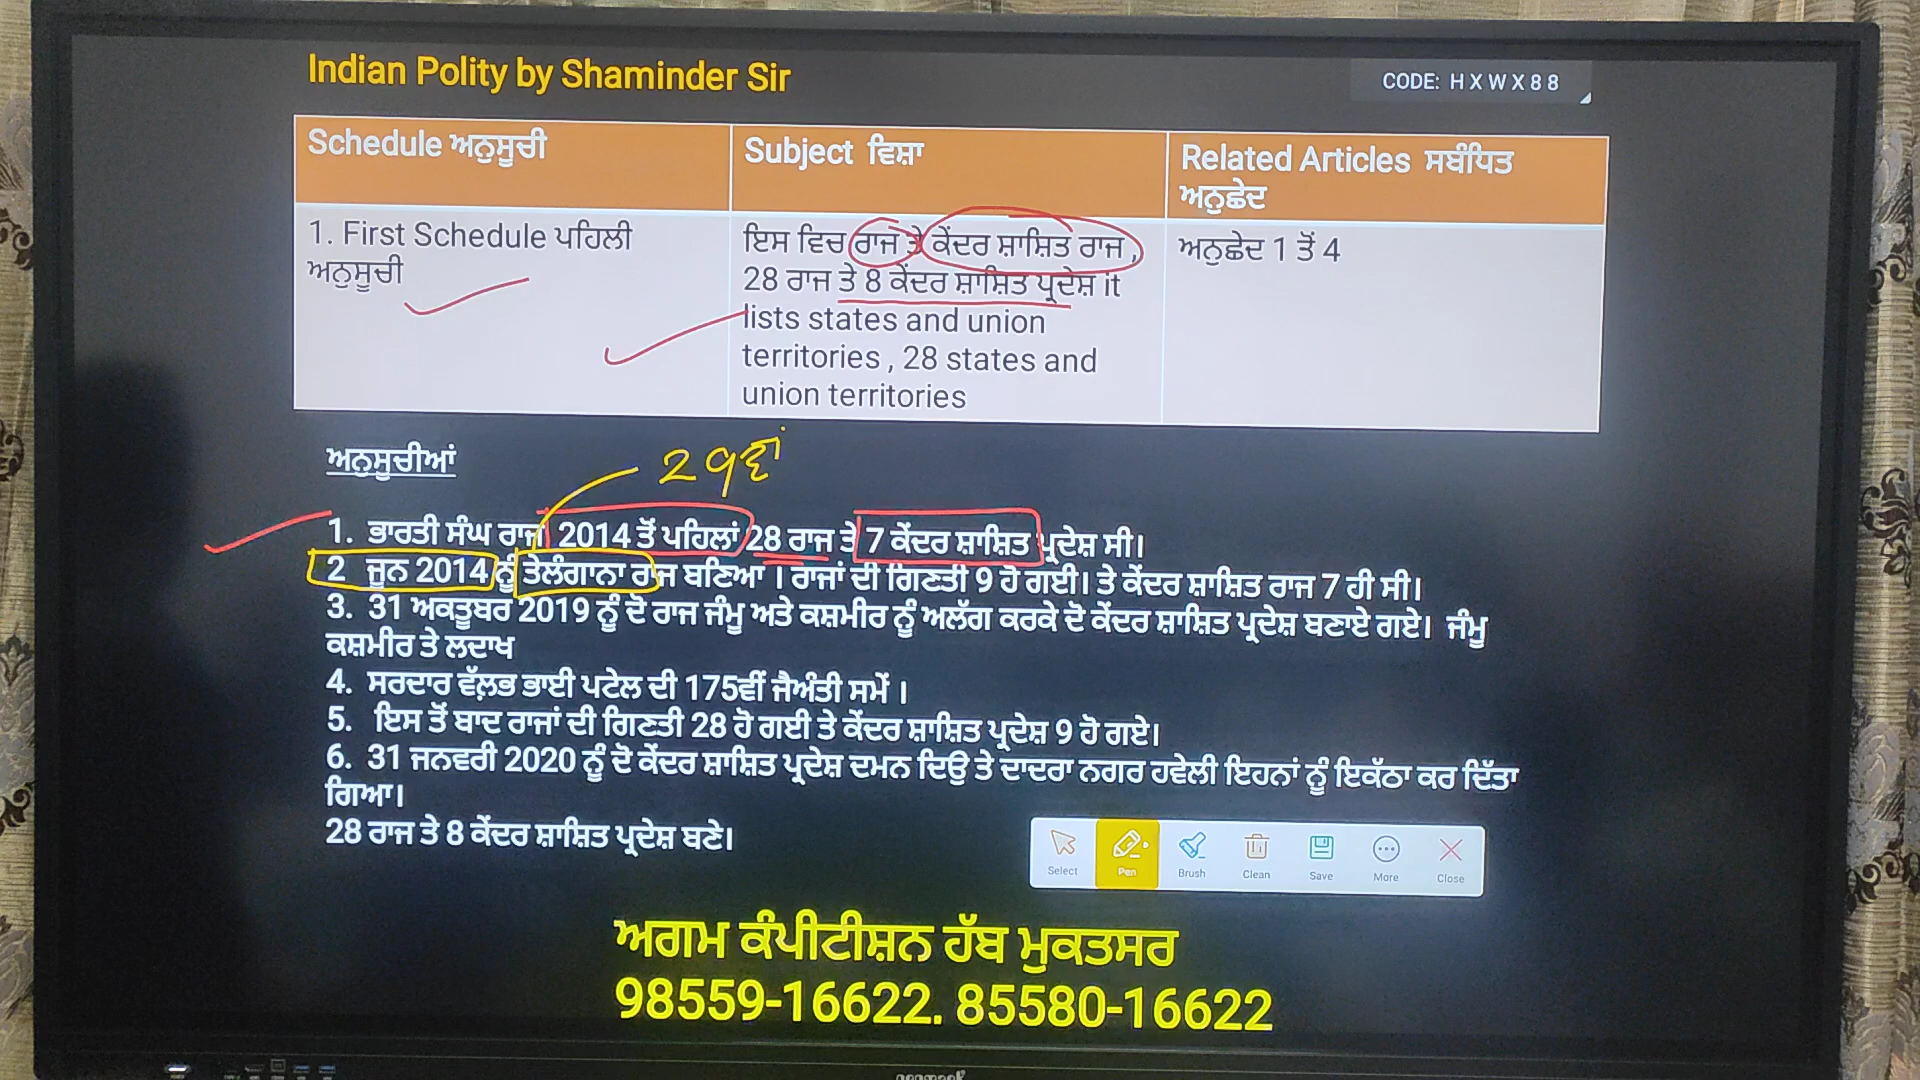 Indian Polity by Shaminder Sir
CODE: HXWX88
Schedule ਅਨੁਸੂਚੀ
Subject ਵਿਸ਼ਾ
Related Articles ਸਬੰਧਿਤ
ਅਨੁਛੇਦ
1. First Schedule ਪਹਿਲੀ
ਅਨੁਸੂਚੀ
ਇਸ ਵਿਚ ਰਾਜ ਤੇ ਕੇਂਦਰ ਸ਼ਾਸ਼ਿਤ ਰਾਜ ,
28 ਰਾਜ ਤੇ 8 ਕੇਂਦਰ ਸ਼ਾਸ਼ਿਤ ਪ੍ਰਦੇਸ਼ it
lists states and union
territories , 28 states and
union territories
ਅਨੁਛੇਦ 1 ਤੋਂ 4
ਅਨੁਸੂਚੀਆਂ
29ਵਾਂ
1. ਭਾਰਤੀ ਸੰਘ ਰਾਜ 2014 ਤੋਂ ਪਹਿਲਾਂ 28 ਰਾਜ ਤੇ 7 ਕੇਂਦਰ ਸ਼ਾਸ਼ਿਤ ਪ੍ਰਦੇਸ਼ ਸੀ।
2 ਜੂਨ 2014 ਨੂੰ ਤੇਲੰਗਾਨਾ ਰਾਜ ਬਣਿਆ । ਰਾਜਾਂ ਦੀ ਗਿਣਤੀ 9 ਹੋ ਗਈ। ਤੇ ਕੇਂਦਰ ਸ਼ਾਸ਼ਿਤ ਰਾਜ 7 ਹੀ ਸੀ।
3. 31 ਅਕਤੂਬਰ 2019 ਨੂੰ ਦੋ ਰਾਜ ਜੰਮੂ ਅਤੇ ਕਸ਼ਮੀਰ ਨੂੰ ਅਲੱਗ ਕਰਕੇ ਦੋ ਕੇਂਦਰ ਸ਼ਾਸ਼ਿਤ ਪ੍ਰਦੇਸ਼ ਬਣਾਏ ਗਏ। ਜੰਮੂ
ਕਸ਼ਮੀਰ ਤੇ ਲਦਾਖ
4. ਸਰਦਾਰ ਵੱਲ਼ਭ ਭਾਈ ਪਟੇਲ ਦੀ 175ਵੀਂ ਜੈਅੰਤੀ ਸਮੇਂ ।
5. ਇਸ ਤੋਂ ਬਾਦ ਰਾਜਾਂ ਦੀ ਗਿਣਤੀ 28 ਹੋ ਗਈ ਤੇ ਕੇਂਦਰ ਸ਼ਾਸ਼ਿਤ ਪ੍ਰਦੇਸ਼ 9 ਹੋ ਗਏ।
6. 31 ਜਨਵਰੀ 2020 ਨੂੰ ਦੋ ਕੇਂਦਰ ਸ਼ਾਸ਼ਿਤ ਪ੍ਰਦੇਸ਼ ਦਮਨ ਦਿਉ ਤੇ ਦਾਦਰਾ ਨਗਰ ਹਵੇਲੀ ਇਹਨਾਂ ਨੂੰ ਇਕੱਠਾ ਕਰ ਦਿੱਤਾ
ਗਿਆ।
28 ਰਾਜ ਤੇ 8 ਕੇਂਦਰ ਸ਼ਾਸ਼ਿਤ ਪ੍ਰਦੇਸ਼ ਬਣੇ।
Select Pen Brush Clean Save More Close
ਅਗਮ ਕੰਪੀਟੀਸ਼ਨ ਹੱਬ ਮੁਕਤਸਰ
98559-16622. 85580-16622